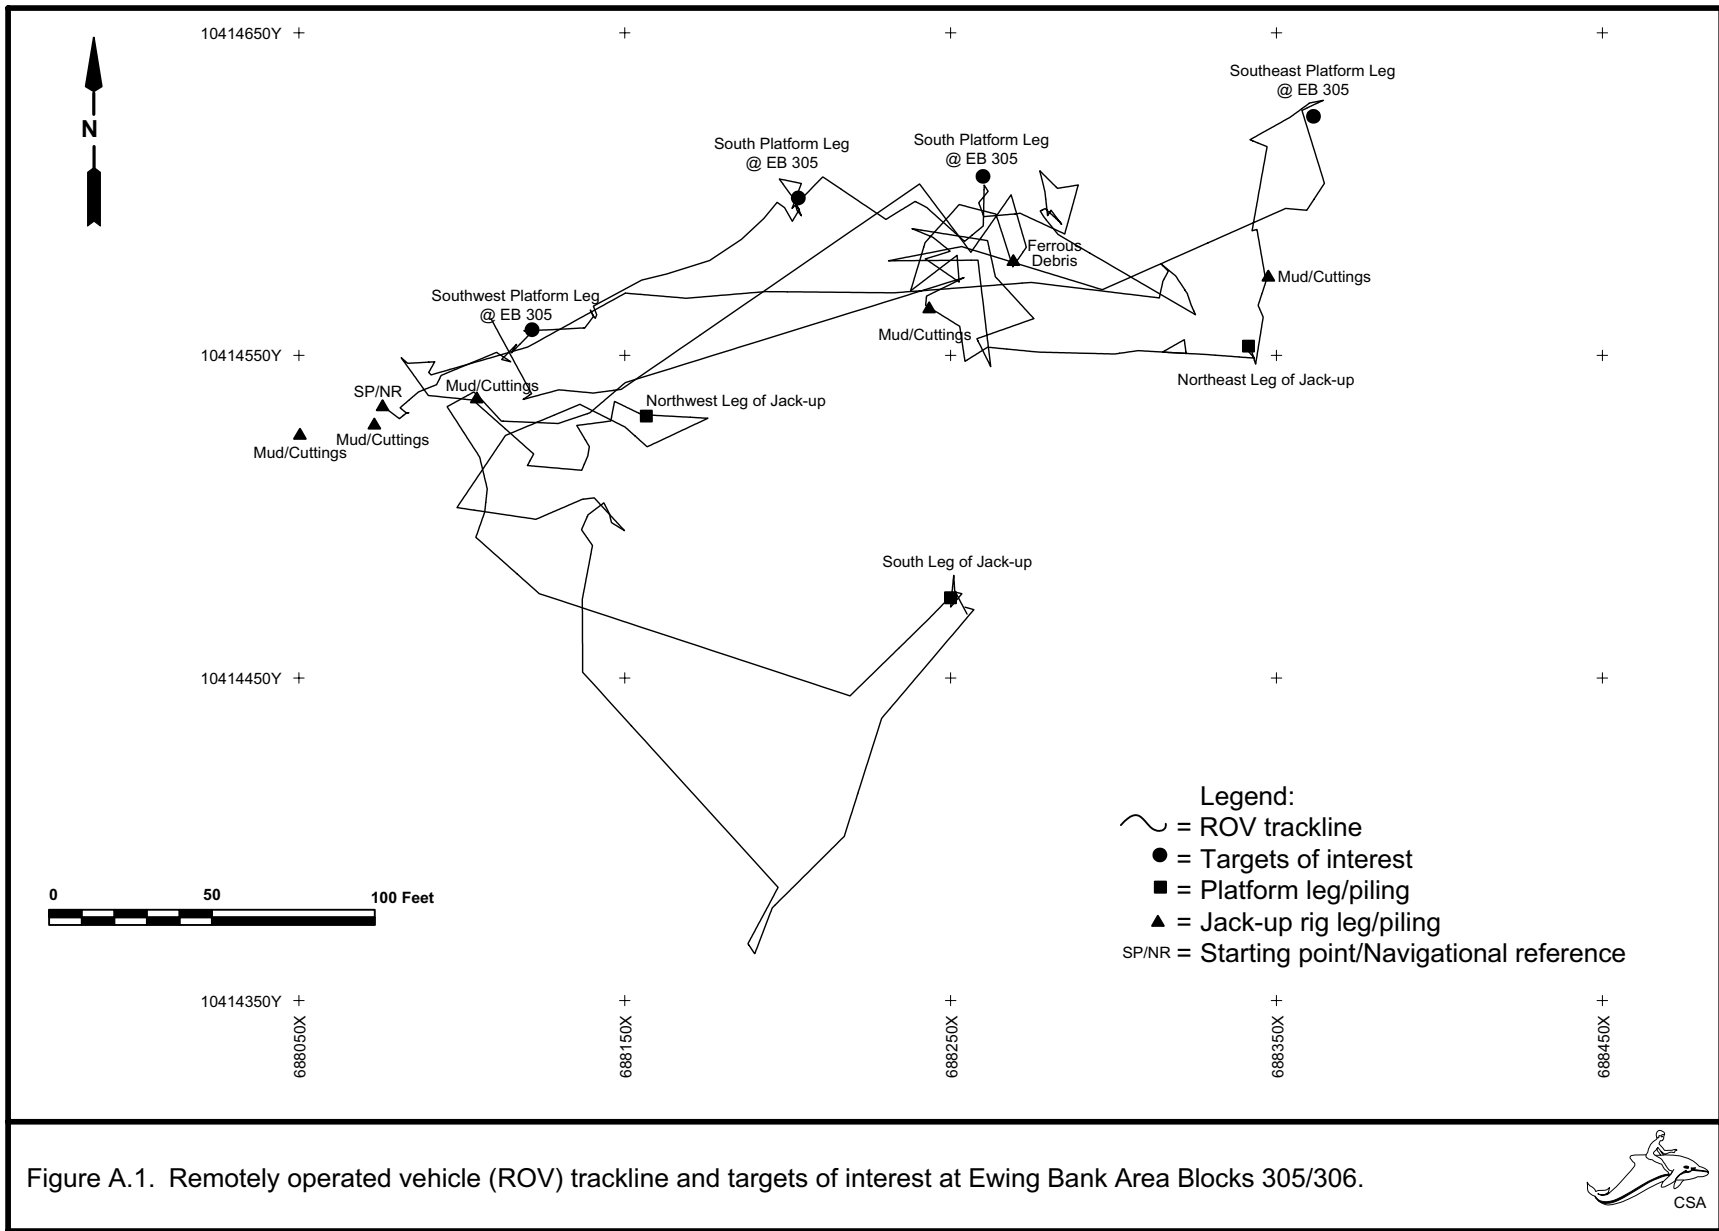 10414650Y
Southeast Platform Leg
@ EB 305
N
South Platform Leg
@ EB 305
South Platform Leg
@ EB 305
Ferrous
Debris
Mud/Cuttings
Southwest Platform Leg
@ EB 305
Mud/Cuttings
10414550Y
Northeast Leg of Jack-up
SP/NR
Mud/Cuttings
Northwest Leg of Jack-up
Mud/Cuttings
Mud/Cuttings
South Leg of Jack-up
10414450Y
Legend:
= ROV trackline
= Targets of interest
= Platform leg/piling
= Jack-up rig leg/piling
SP/NR = Starting point/Navigational reference
0 50 100 Feet
10414350Y
688050X
688150X
688250X
688350X
688450X
Figure A.1. Remotely operated vehicle (ROV) trackline and targets of interest at Ewing Bank Area Blocks 305/306.
CSA